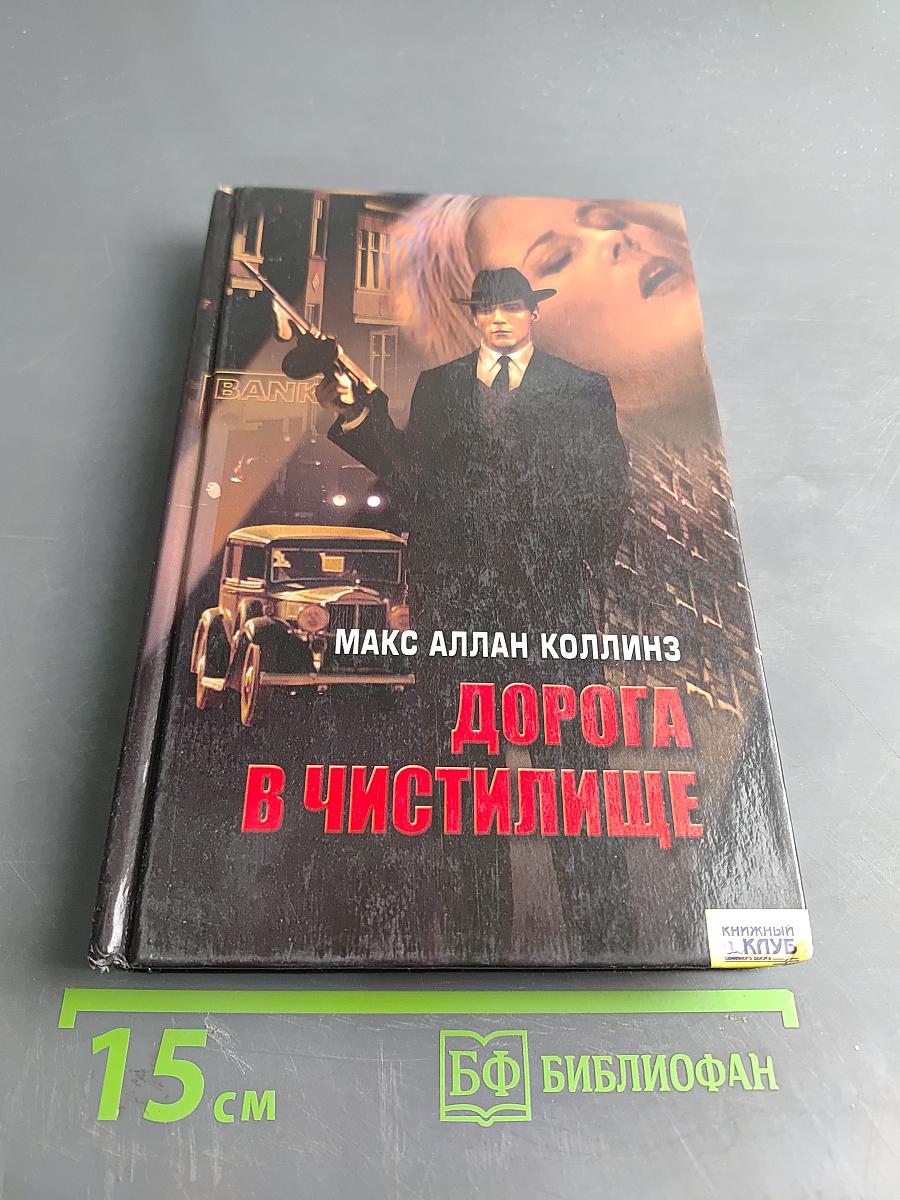 BANK
МАКС АЛЛАН КОЛЛИНЗ
ДОРОГА
В ЧИСТИЛИЩЕ
КНИЖНЫЙ
КЛУБ
15 см
БФ БИБЛИОФАН